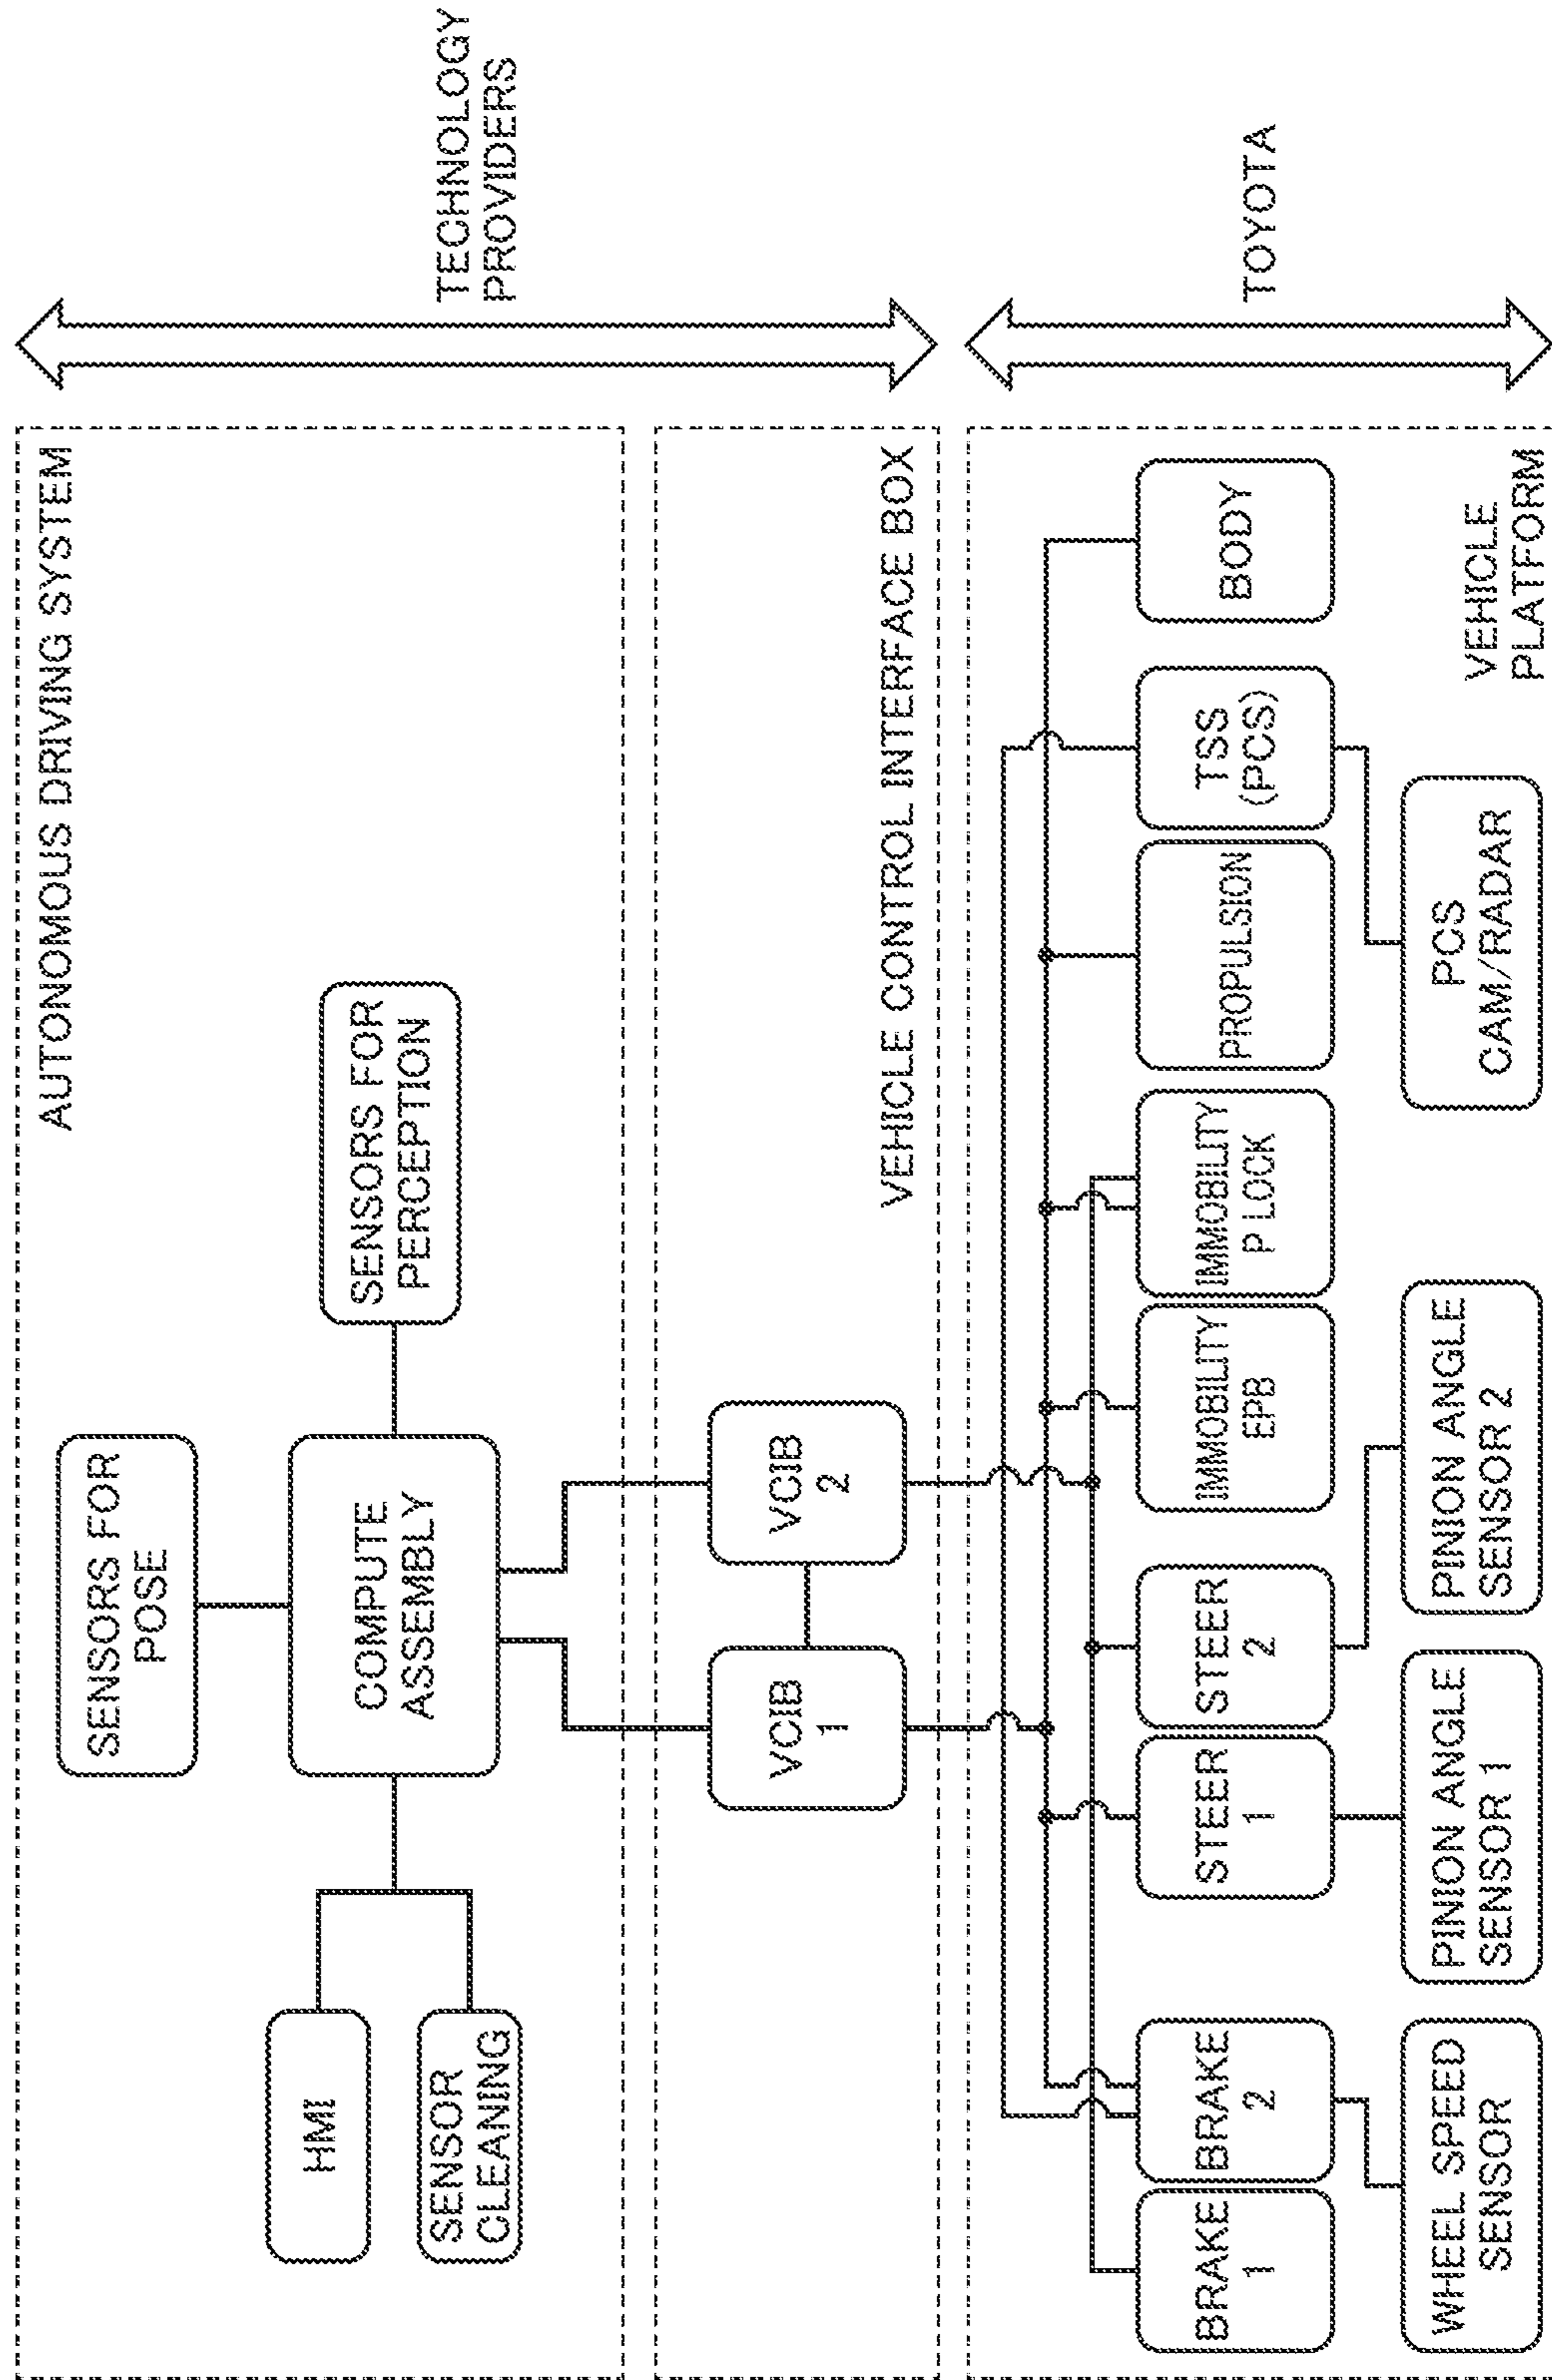 AUTONOMOUS DRIVING SYSTEM
SENSORS FOR
POSE
HMI
SENSOR
CLEANING
COMPUTE
ASSEMBLY
SENSORS FOR
PERCEPTION
TECHNOLOGY
PROVIDERS
VCIB
1
VCIB
2
VEHICLE CONTROL INTERFACE BOX
BRAKE
1
BRAKE
2
STEER
1
STEER
2
IMMOBILITY
EPB
IMMOBILITY
P LOCK
PROPULSION
TSS
(PCS)
BODY
TOYOTA
WHEEL SPEED
SENSOR
PINION ANGLE
SENSOR 1
PINION ANGLE
SENSOR 2
PCS
CAM/RADAR
VEHICLE
PLATFORM